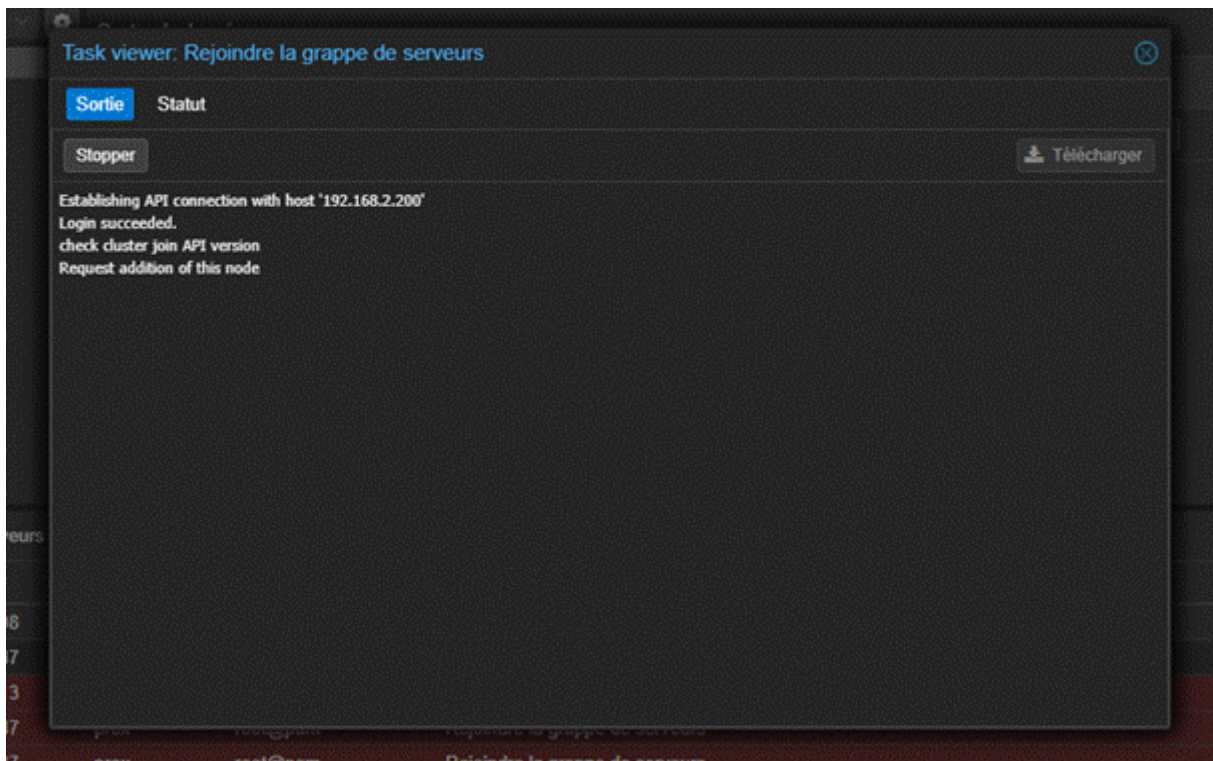 Task viewer: Rejoindre la grappe de serveurs
Sortie Statut
Stopper Télécharger
Establishing API connection with host '192.168.2.200'
Login succeeded.
check cluster join API version
Request addition of this node
eurs